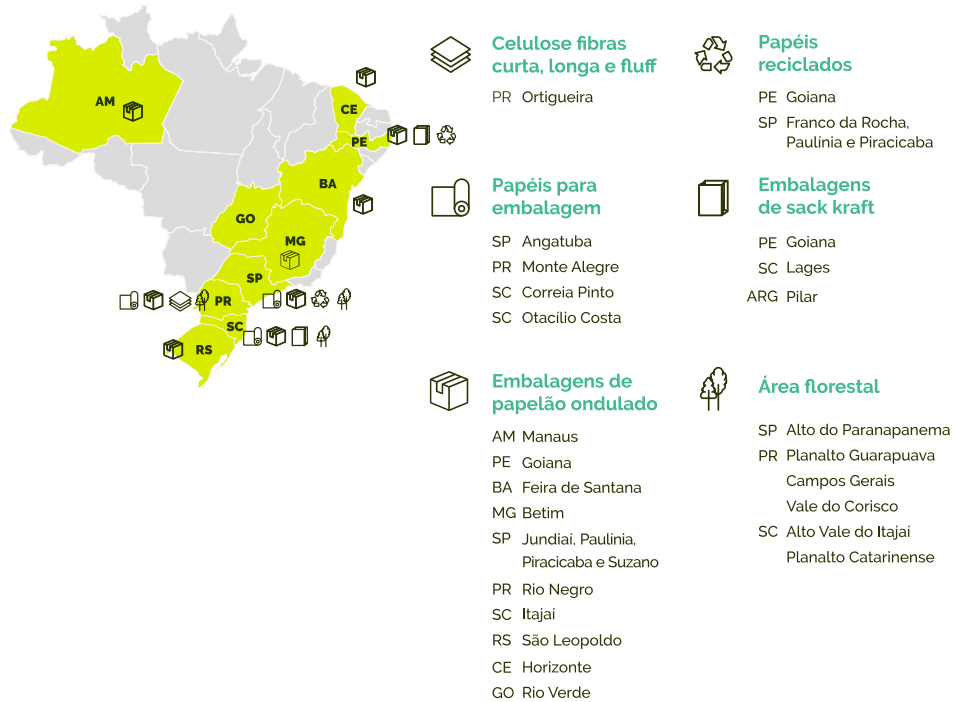 AM
CE
PE
BA
GO
MG
SP
PR
SC
RS
Celulose fibras
curta, longa e fluff
PR Ortigueira
Papéis
reciclados
PE Goiana
SP Franco da Rocha,
Paulínia e Piracicaba
Papéis para
embalagem
SP Angatuba
PR Monte Alegre
SC Correia Pinto
SC Otacílio Costa
Embalagens
de sack kraft
PE Goiana
SC Lages
ARG Pilar
Embalagens de
papelão ondulado
AM Manaus
PE Goiana
BA Feira de Santana
MG Betim
SP Jundiaí, Paulínia,
Piracicaba e Suzano
PR Rio Negro
SC Itajaí
RS São Leopoldo
CE Horizonte
GO Rio Verde
Área florestal
SP Alto do Paranapanema
PR Planalto Guarapuava
Campos Gerais
Vale do Corisco
SC Alto Vale do Itajaí
Planalto Catarinense